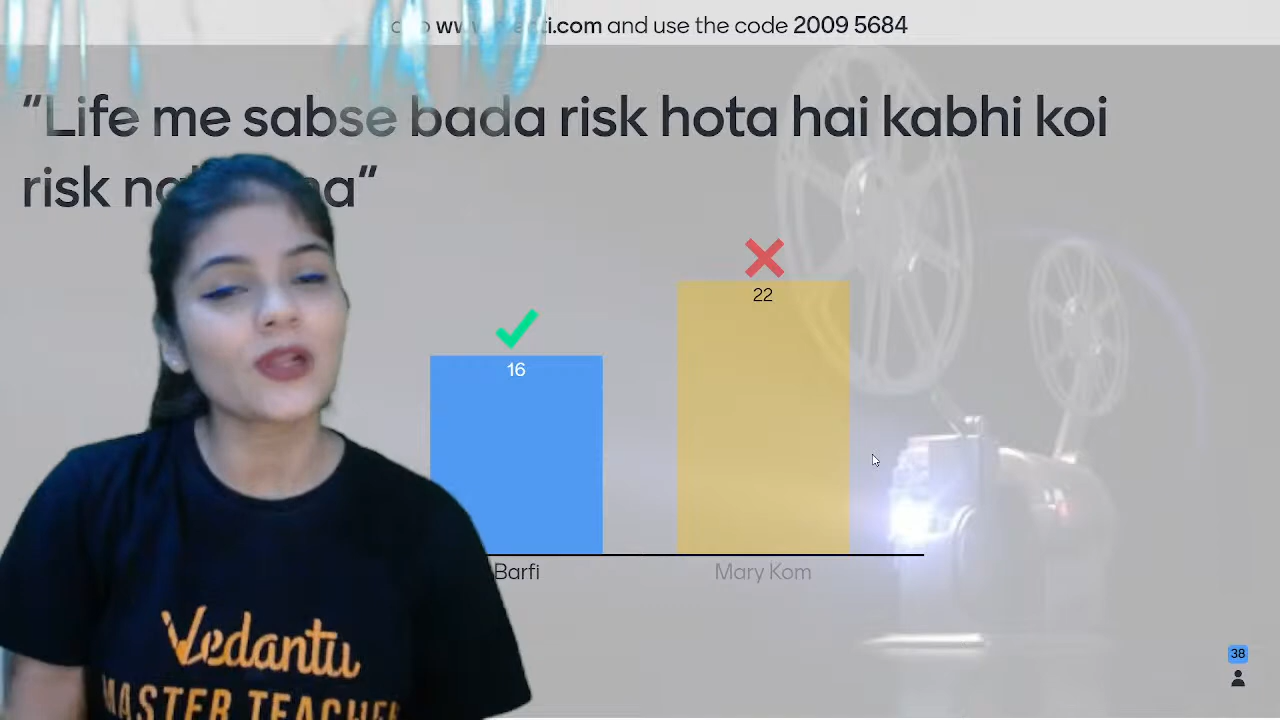 and use the code 2009 5684
"Life me sabse bada risk hota hai kabhi koi
risk
22
16
Barfi
Mary Kom
38
Vedantu
MASTER TEACHER